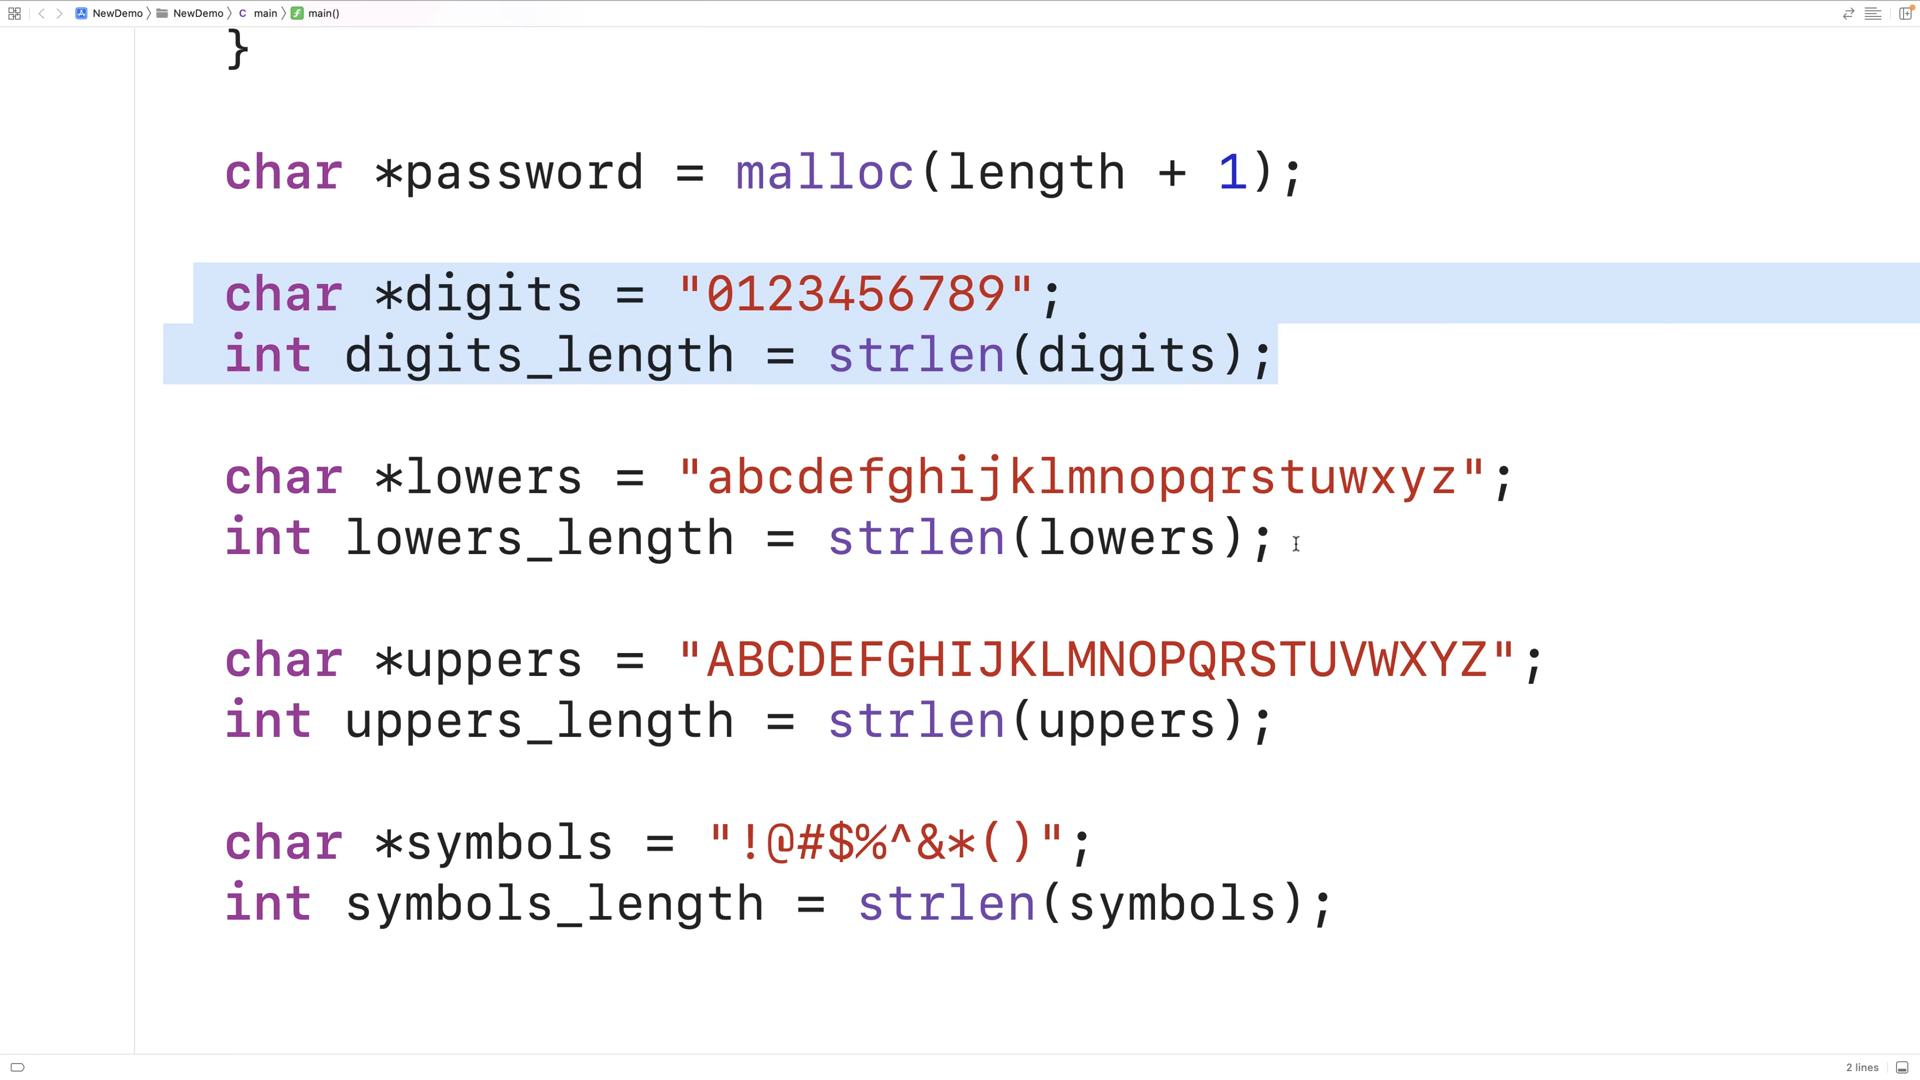 NewDemo 〉 NewDemo 〉 C main 〉 f main()
}
char *password = malloc(length + 1);
char *digits = "0123456789";
int digits_length = strlen(digits);
char *lowers = "abcdefghijklmnopqrstuwxyz";
int lowers_length = strlen(lowers);
char *uppers = "ABCDEFGHIJKLMNOPQRSTUVWXYZ";
int uppers_length = strlen(uppers);
char *symbols = "!@#$%^&*()";
int symbols_length = strlen(symbols);
2 lines